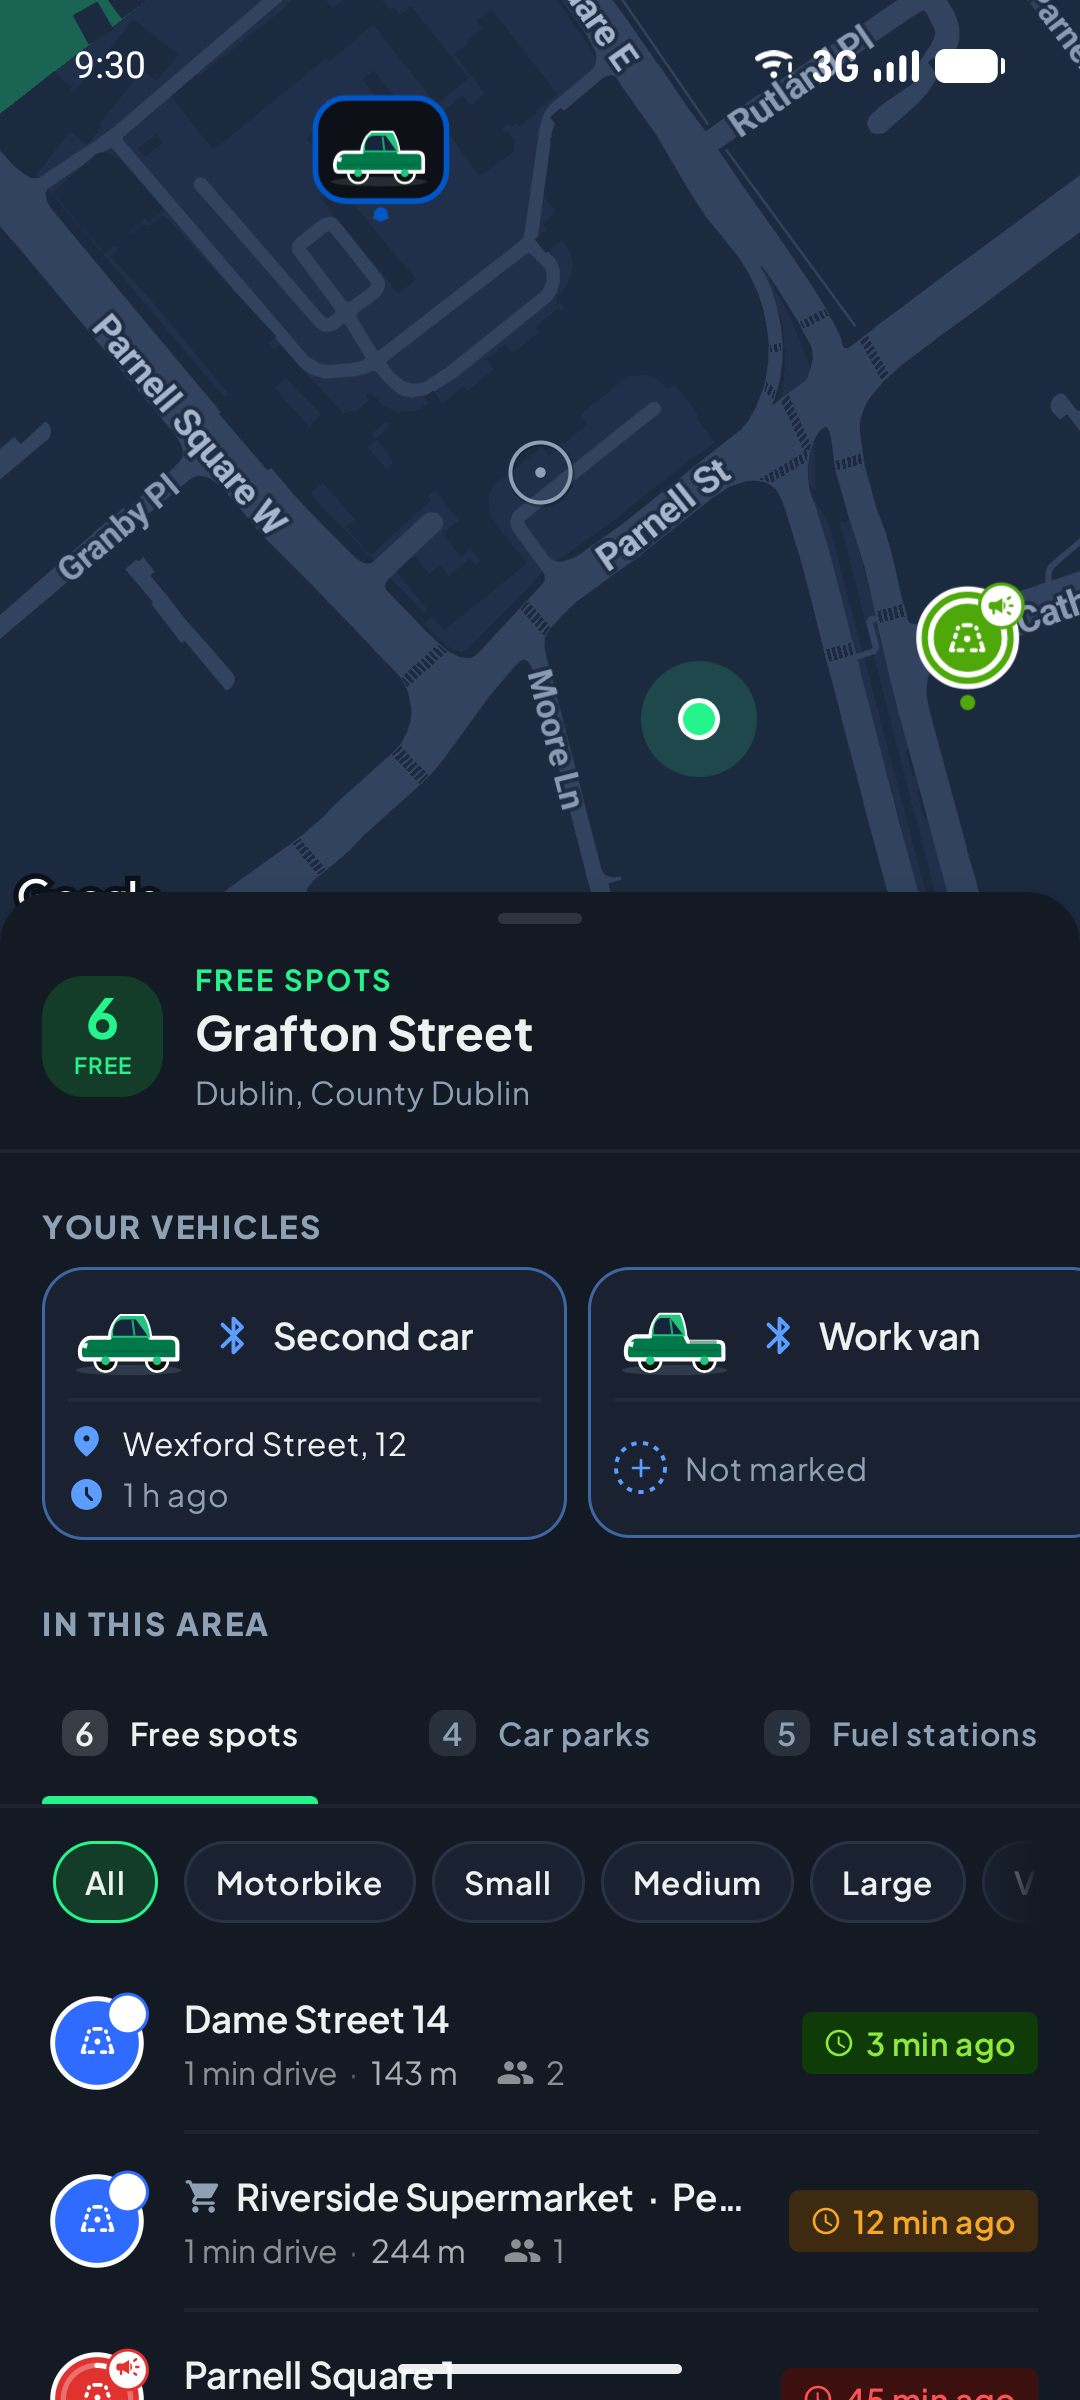 9:30
3G
Rutland Pl
Parnell Square W
Granby Pl
Parnell St
Moore Ln
Google
FREE SPOTS
6
FREE
Grafton Street
Dublin, County Dublin
YOUR VEHICLES
Second car
Work van
Wexford Street, 12
1 h ago
Not marked
IN THIS AREA
6 Free spots
4 Car parks
5 Fuel stations
All
Motorbike
Small
Medium
Large
Dame Street 14
1 min drive · 143 m
2
3 min ago
Riverside Supermarket · Pe...
1 min drive · 244 m
1
12 min ago
Parnell Square 1
45 min ago